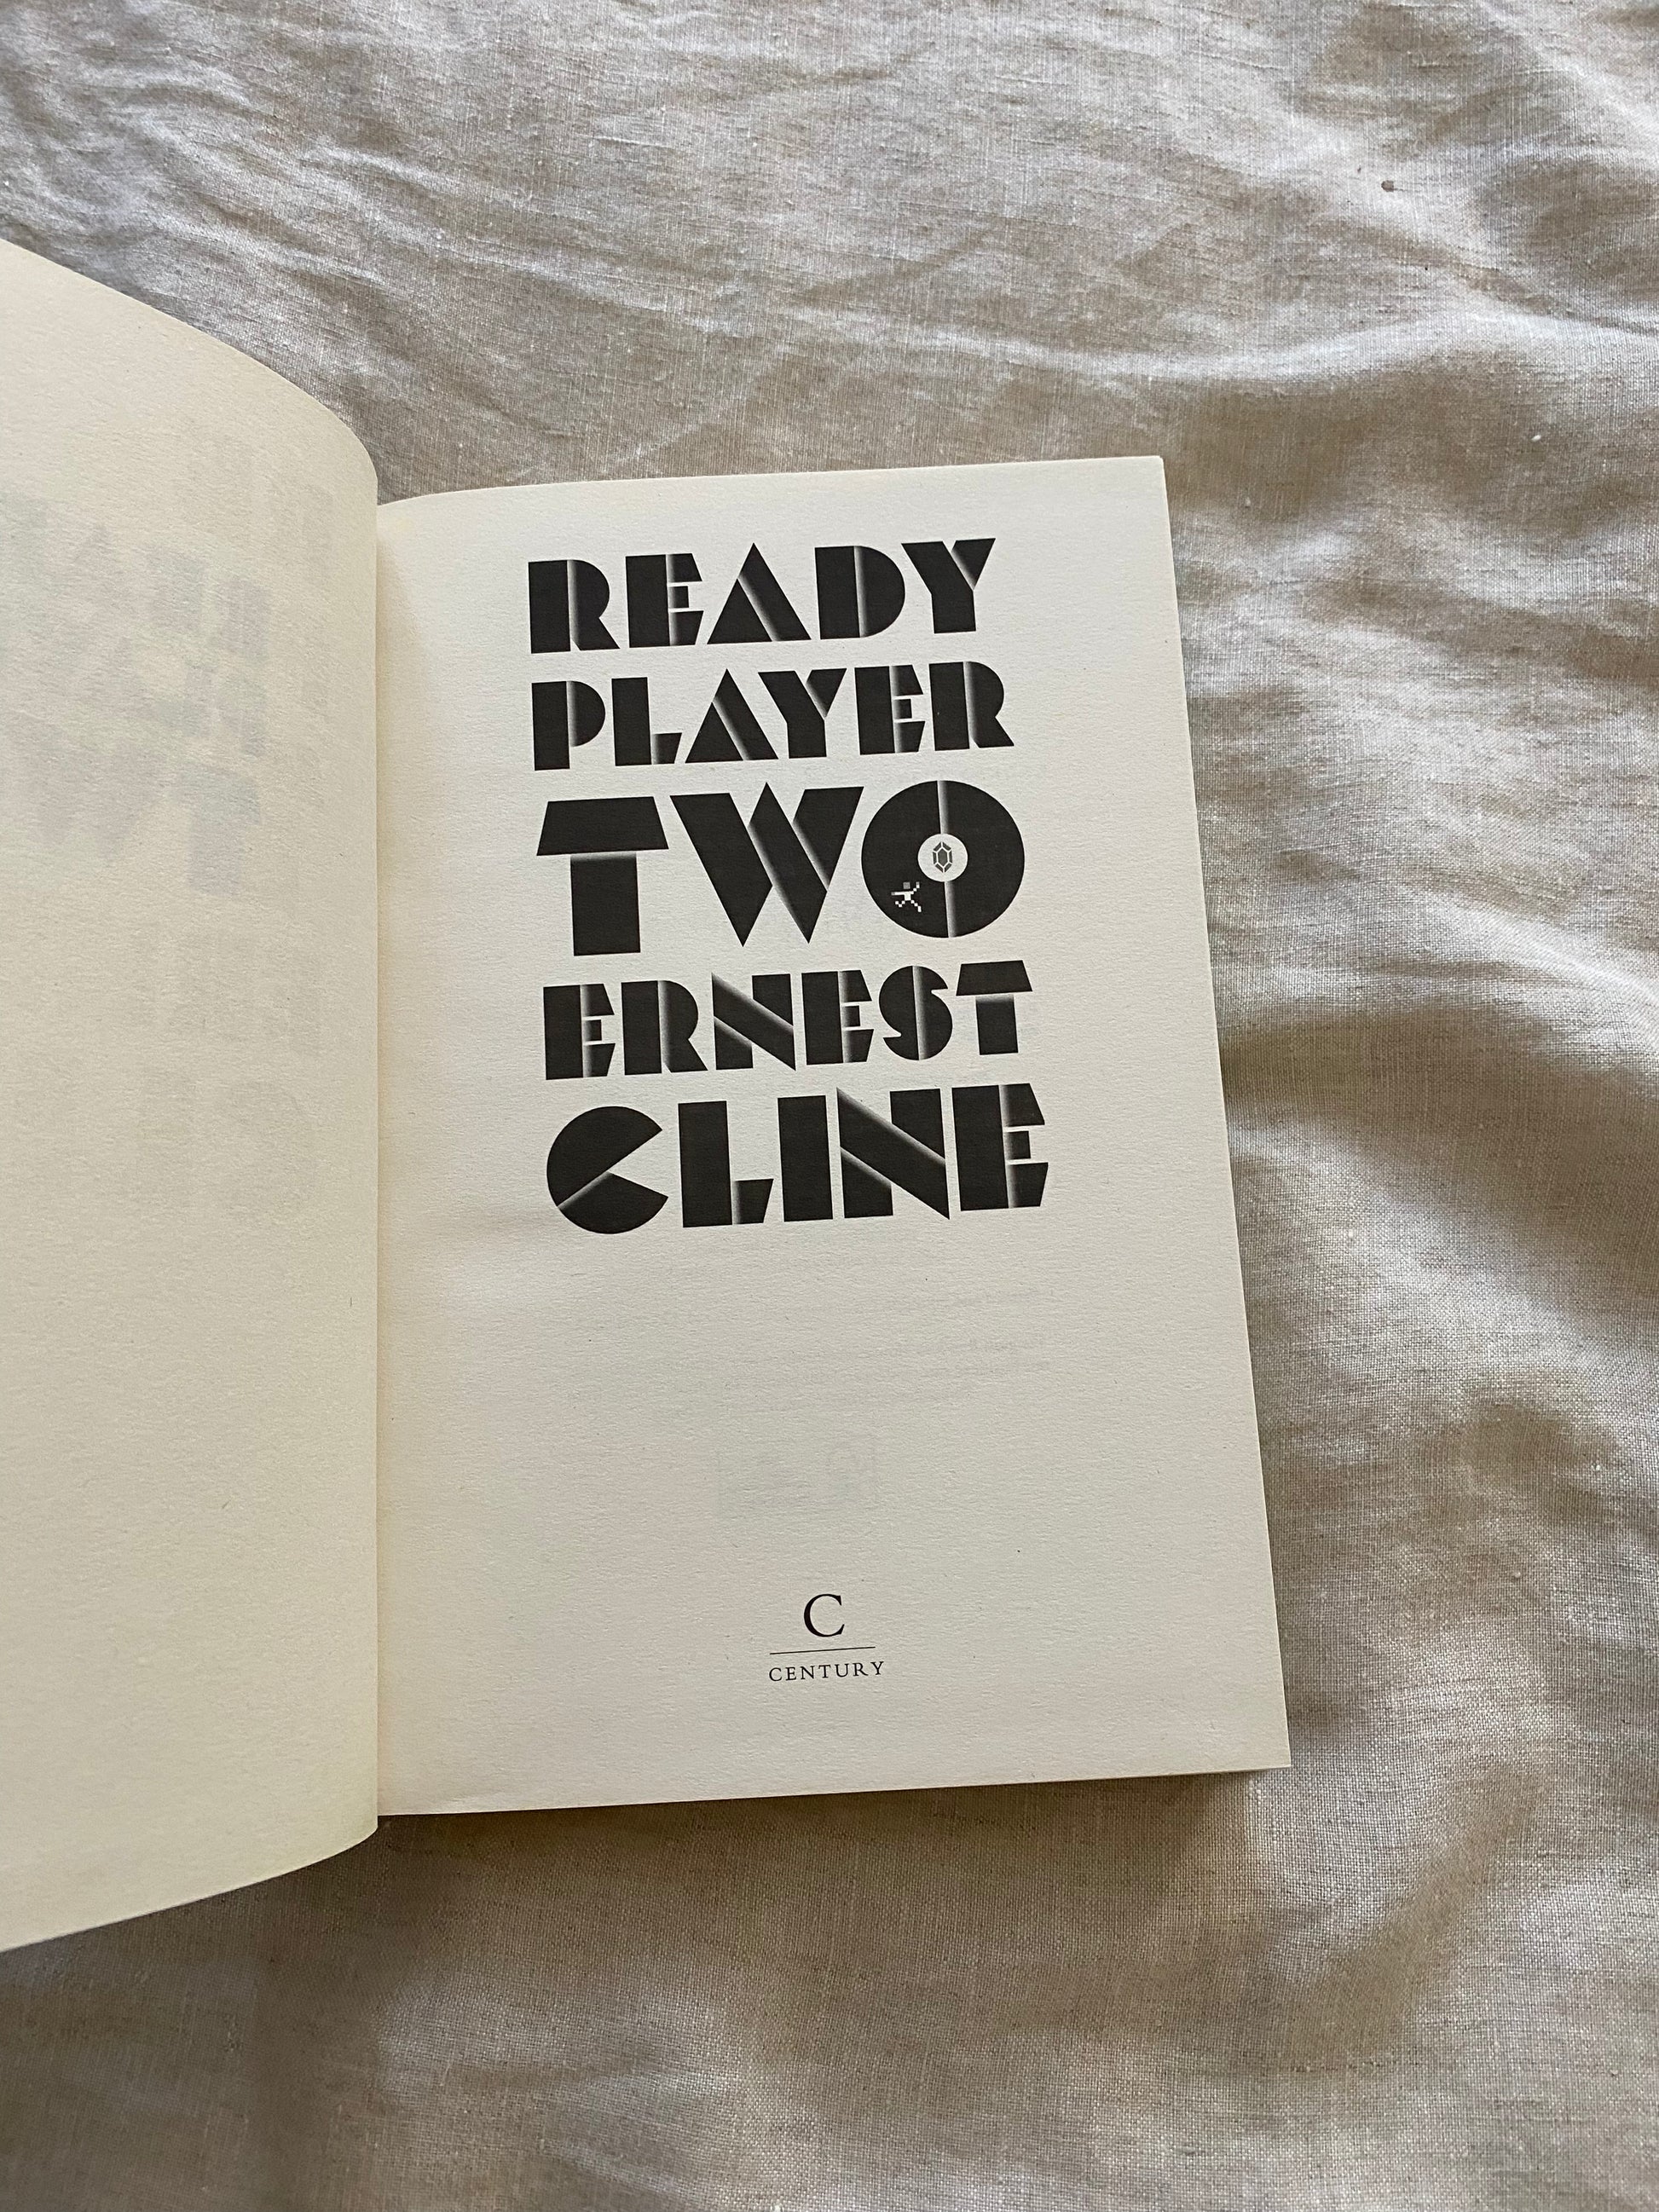 READY
PLAYER
TWO
ERNEST
CLINE
C
CENTURY